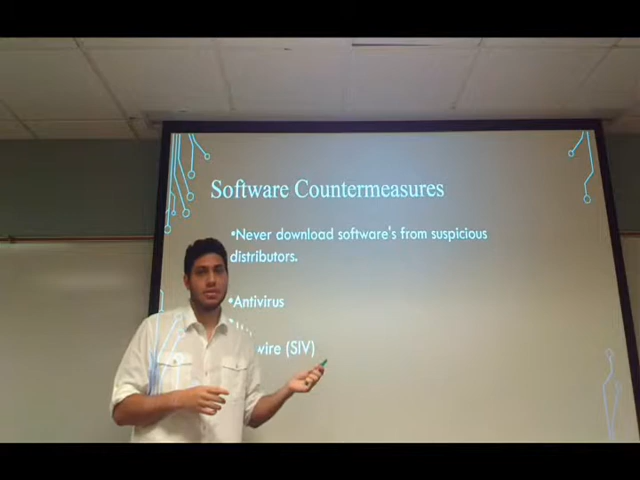 Software Countermeasures
•Never download software's from suspicious
distributors.
•Antivirus
wire (SIV)